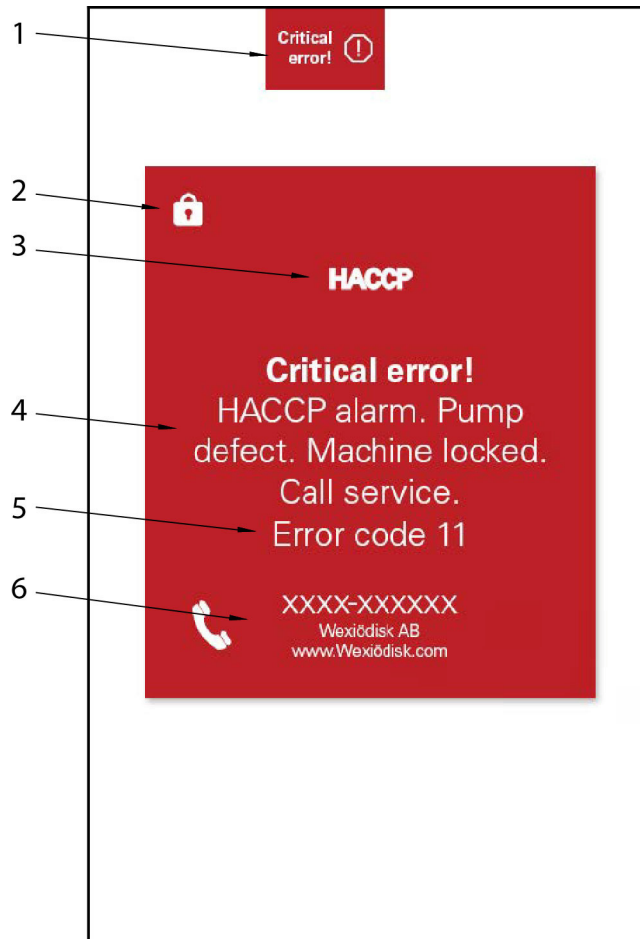 1
Critical
error!
2
3
HACCP
Critical error!
4
HACCP alarm. Pump
defect. Machine locked.
Call service.
5
Error code 11
6
XXXX-XXXXXX
Wexiödisk AB
www.Wexiödisk.com